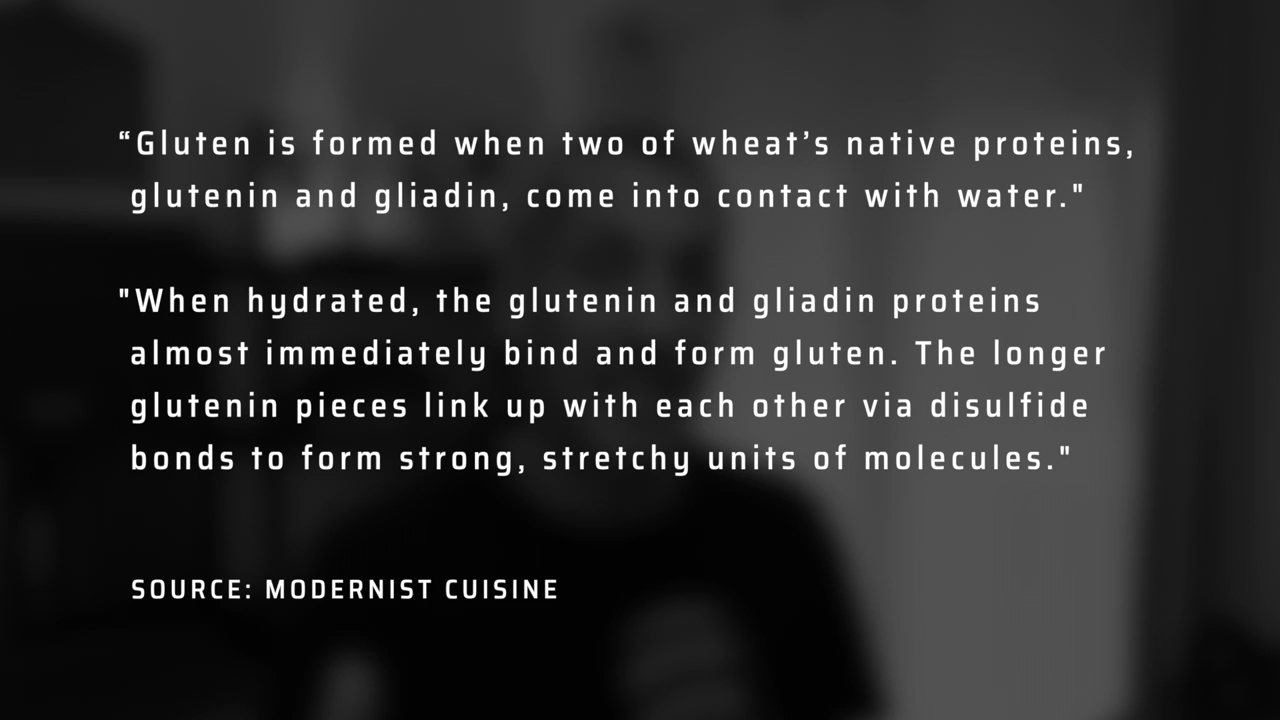 “Gluten is formed when two of wheat’s native proteins,
glutenin and gliadin, come into contact with water."
"When hydrated, the glutenin and gliadin proteins
almost immediately bind and form gluten. The longer
glutenin pieces link up with each other via disulfide
bonds to form strong, stretchy units of molecules."
SOURCE: MODERNIST CUISINE